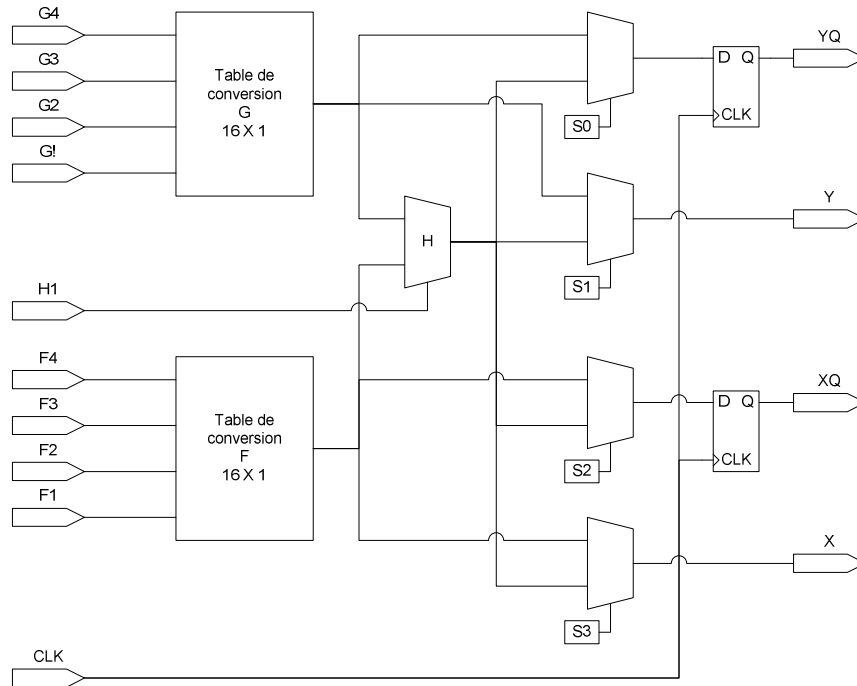 G4
G3
G2
G!
Table de
conversion
G
16 X 1
H1
H
F4
F3
F2
F1
Table de
conversion
F
16 X 1
CLK
S0
S1
S2
S3
D Q
CLK
D Q
CLK
YQ
Y
XQ
X